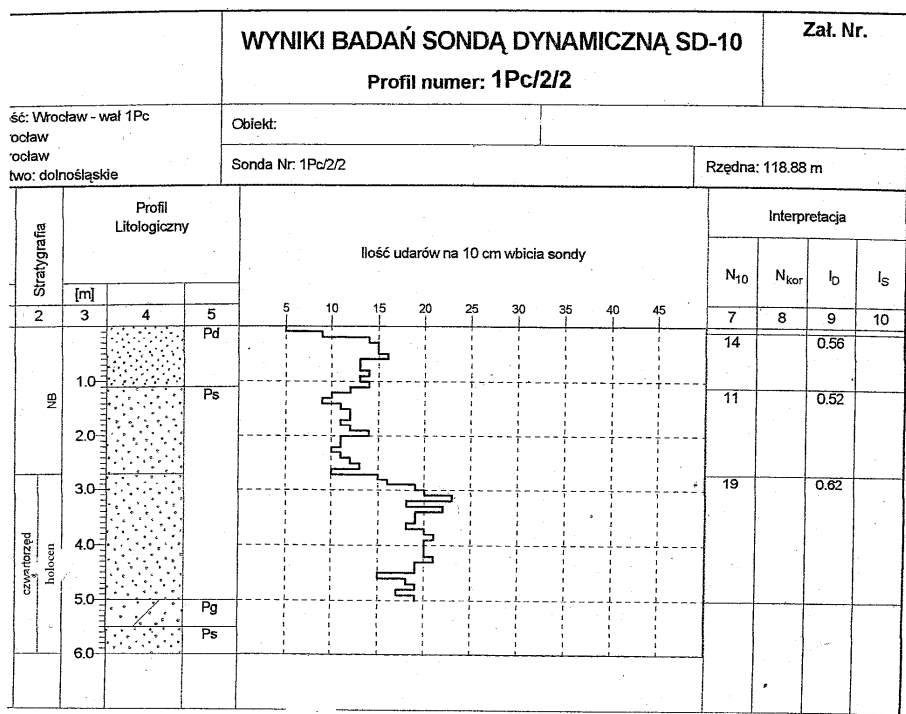 WYNIKI BADAŃ SONDĄ DYNAMICZNĄ SD-10
Zał. Nr.
Profil numer: 1Pc/2/2
ść: Wrocław - wał 1Pc
Obiekt:
ocław
ocław
Sonda Nr: 1Pc/2/2
Rzędna: 118.88 m
two: dolnośląskie
Stratygrafia
Profil
Litologiczny
Ilość udarów na 10 cm wbicia sondy
Interpretacja
[m]
N10 Nkor ID IS
2 3 4 5
5 10 15 20 25 30 35 40 45
7 8 9 10
Pd
14 0.56
1.0
NB
Ps
11 0.52
2.0
3.0
19 0.62
4.0
czwartorzęd
holocen
5.0
Pg
Ps
6.0